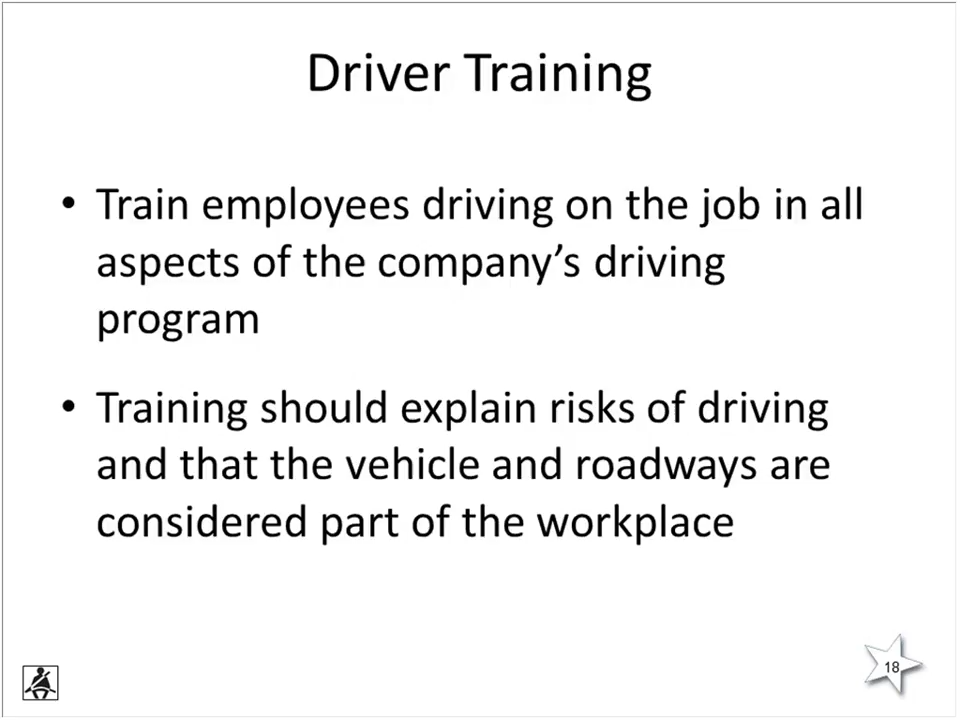 Driver Training
• Train employees driving on the job in all
aspects of the company’s driving
program
• Training should explain risks of driving
and that the vehicle and roadways are
considered part of the workplace
18